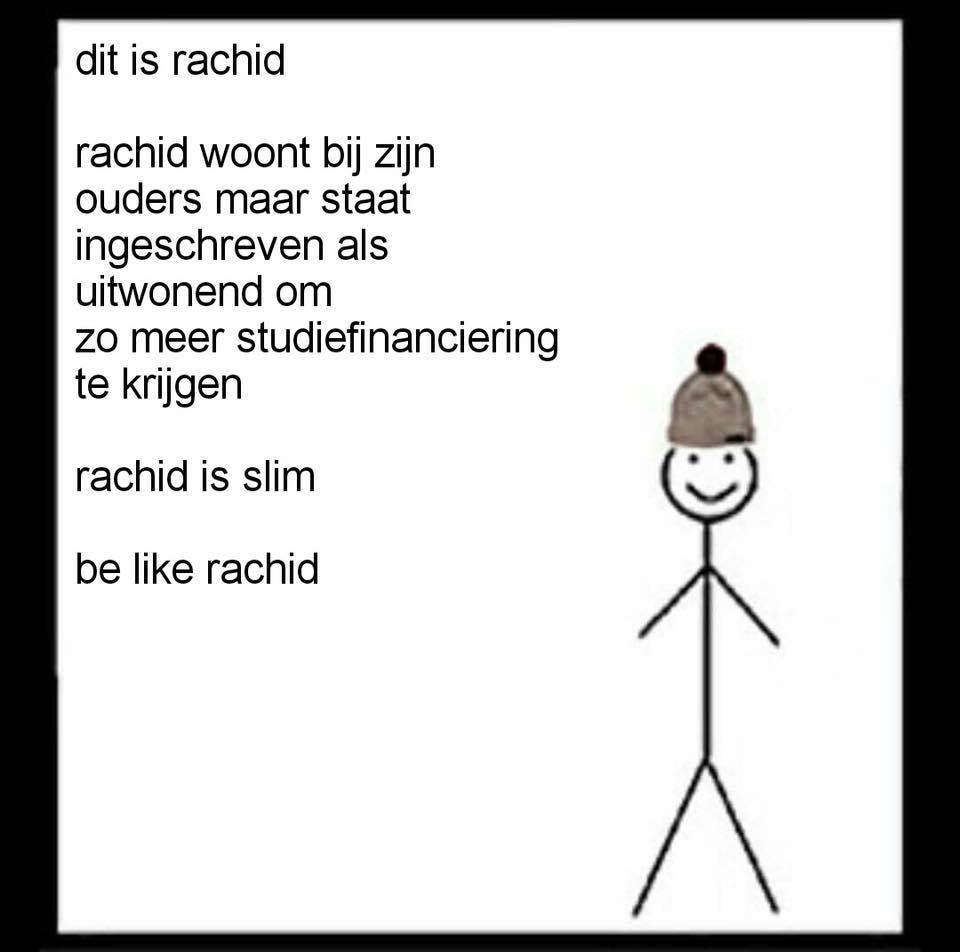 dit is rachid
rachid woont bij zijn
ouders maar staat
ingeschreven als
uitwonend om
zo meer studiefinanciering
te krijgen
rachid is slim
be like rachid